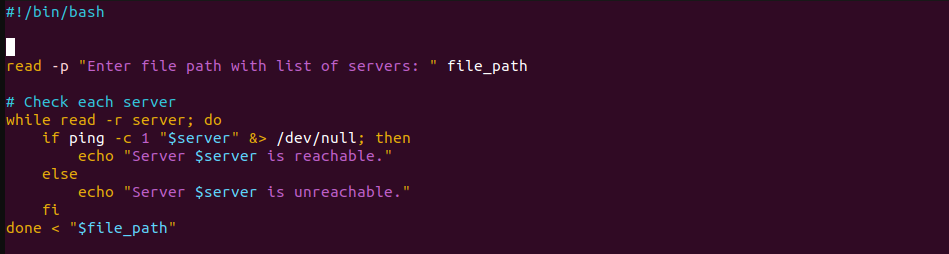 #!/bin/bash
read -p "Enter file path with list of servers: " file_path
# Check each server
while read -r server; do
    if ping -c 1 "$server" &> /dev/null; then
        echo "Server $server is reachable."
    else
        echo "Server $server is unreachable."
    fi
done < "$file_path"